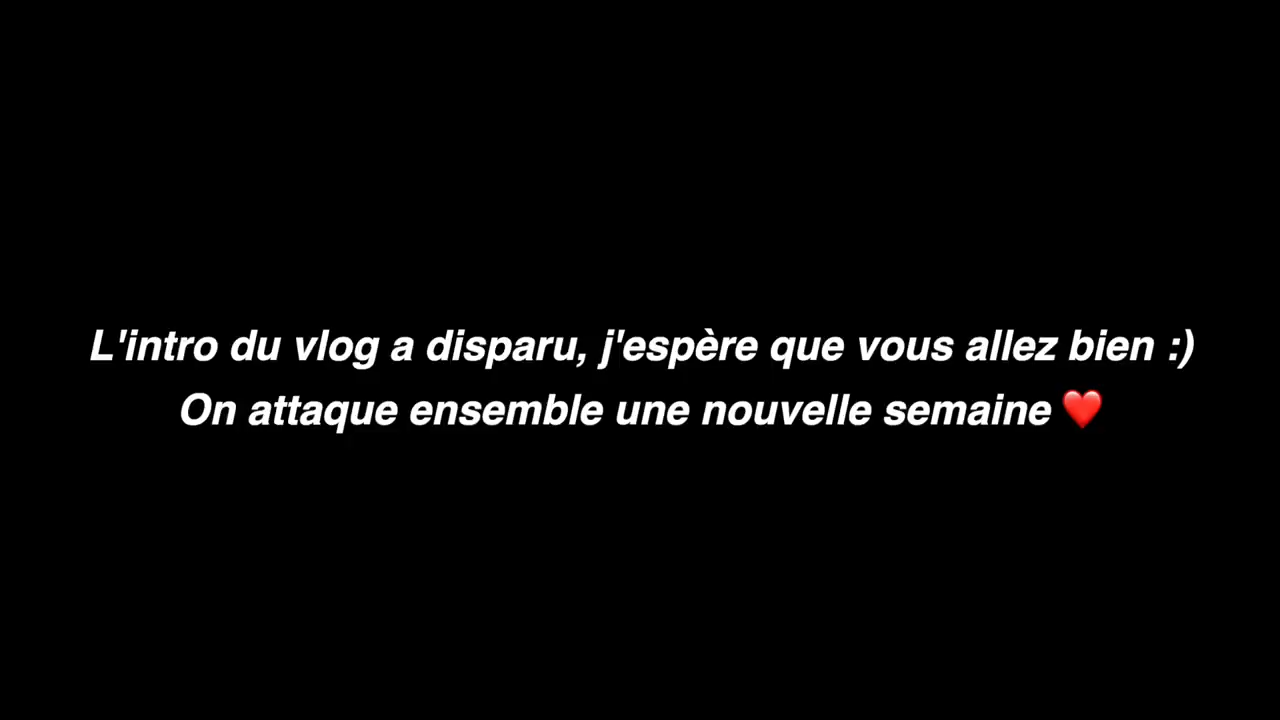 L'intro du vlog a disparu, j'espère que vous allez bien :)
On attaque ensemble une nouvelle semaine ❤️